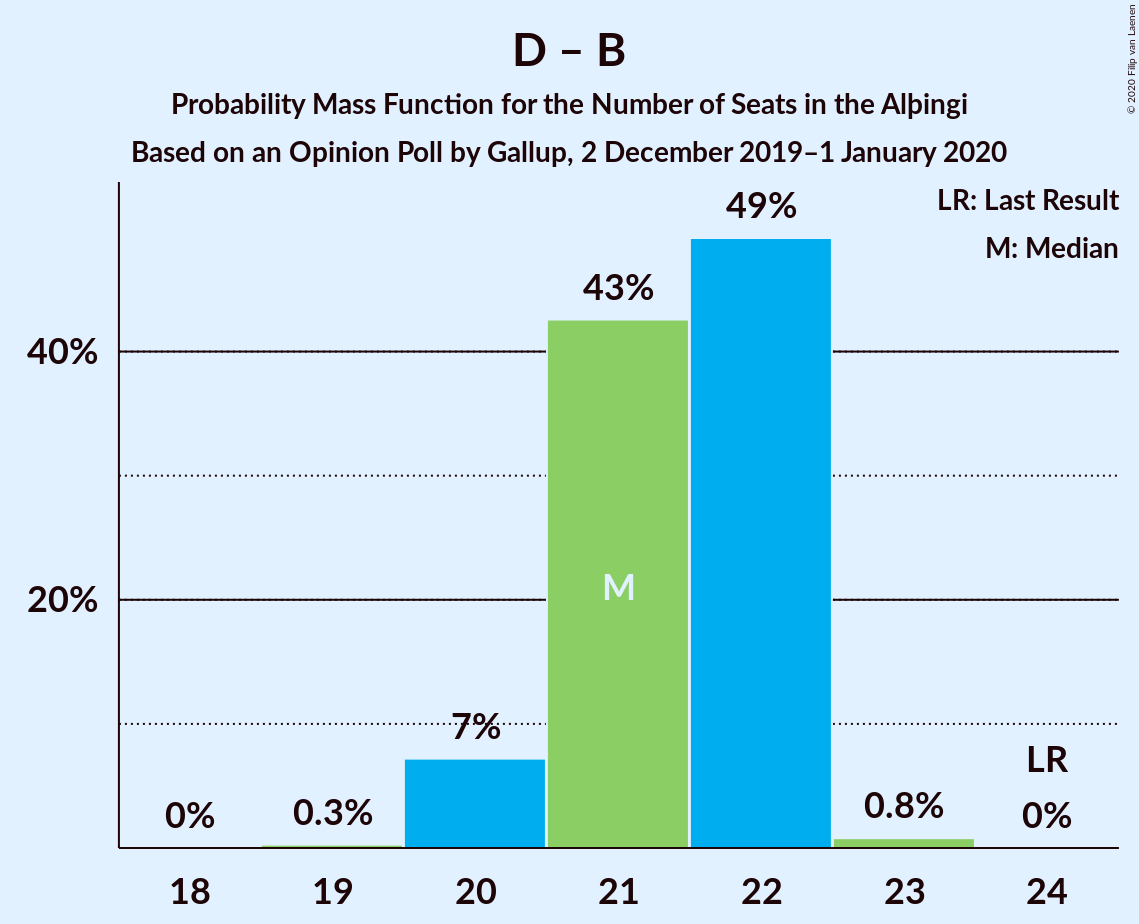 D – B
Probability Mass Function for the Number of Seats in the Alþingi
Based on an Opinion Poll by Gallup, 2 December 2019–1 January 2020
© 2020 Filip van Laenen
LR: Last Result
M: Median
49%
43%
40%
M
20%
7%
LR
0%
0.3%
0.8%
0%
18
19
20
21
22
23
24